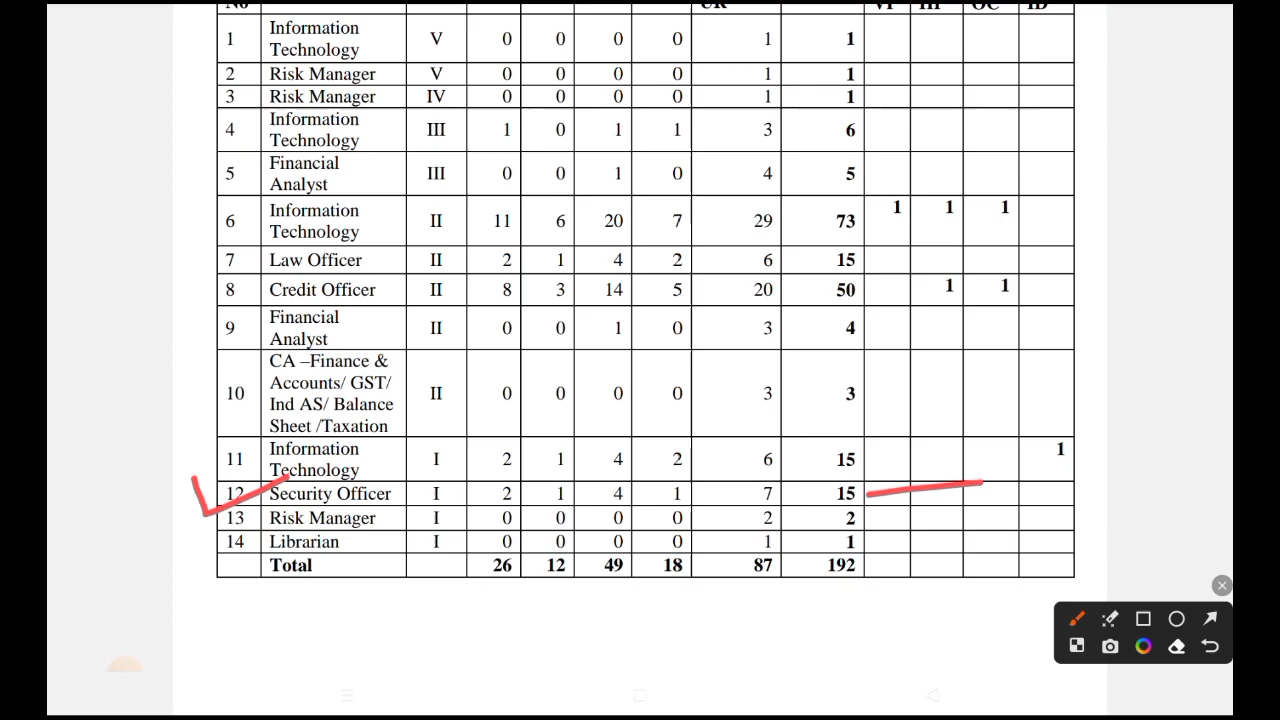 No UR VI HI OC ID
1 Information Technology V 0 0 0 0 1 1
2 Risk Manager V 0 0 0 0 1 1
3 Risk Manager IV 0 0 0 0 1 1
4 Information Technology III 1 0 1 1 3 6
5 Financial Analyst III 0 0 1 0 4 5
6 Information Technology II 11 6 20 7 29 73 1 1 1
7 Law Officer II 2 1 4 2 6 15
8 Credit Officer II 8 3 14 5 20 50 1 1
9 Financial Analyst II 0 0 1 0 3 4
10 CA –Finance & Accounts/ GST/ Ind AS/ Balance Sheet /Taxation II 0 0 0 0 3 3
11 Information Technology I 2 1 4 2 6 15 1
12 Security Officer I 2 1 4 1 7 15
13 Risk Manager I 0 0 0 0 2 2
14 Librarian I 0 0 0 0 1 1
Total 26 12 49 18 87 192